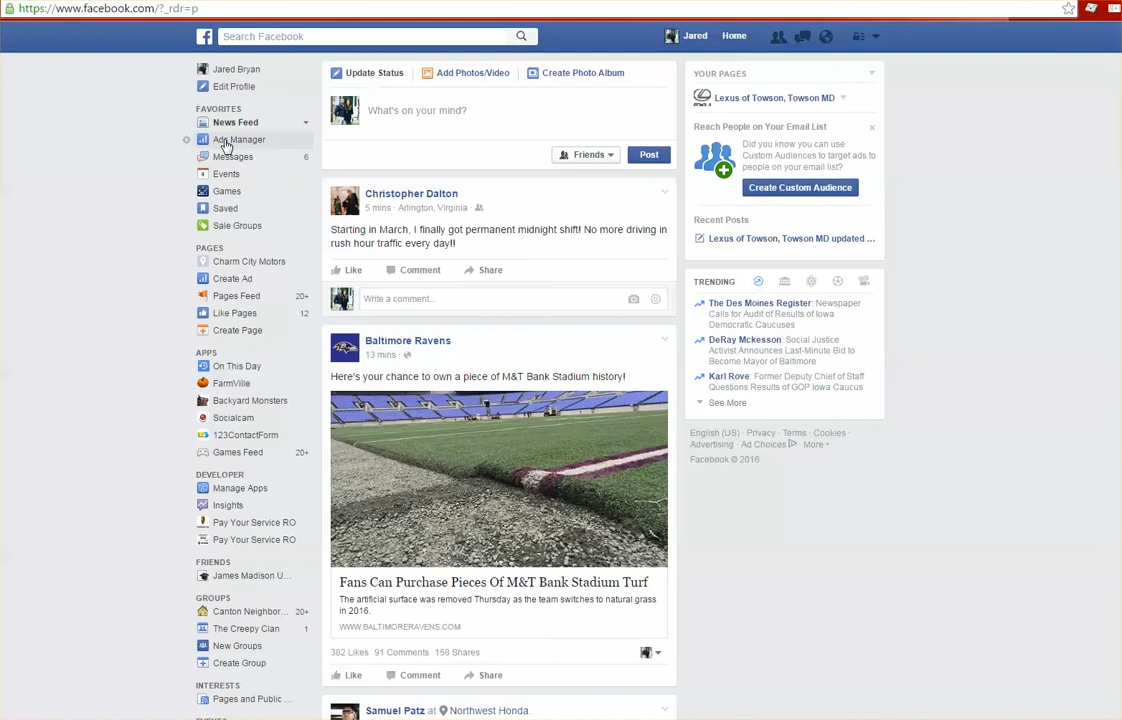 https://www.facebook.com/?_rdr=p
Search Facebook
Jared
Home
Jared Bryan
Edit Profile
FAVORITES
News Feed
Ads Manager
Messages 6
Events
Games
Saved
Sale Groups
PAGES
Charm City Motors
Create Ad
Pages Feed 20+
Like Pages 12
Create Page
APPS
On This Day
FarmVille
Backyard Monsters
Socialcam
123ContactForm
Games Feed 20+
DEVELOPER
Manage Apps
Insights
Pay Your Service RO
Pay Your Service RO
FRIENDS
James Madison U...
GROUPS
Canton Neighbor... 20+
The Creepy Clan 1
New Groups
Create Group
INTERESTS
Pages and Public ...
Update Status
Add Photos/Video
Create Photo Album
What's on your mind?
Friends
Post
Christopher Dalton
5 mins · Arlington, Virginia ·
Starting in March, I finally got permanent midnight shift! No more driving in
rush hour traffic every day!!
Like Comment Share
Write a comment...
Baltimore Ravens
13 mins ·
Here's your chance to own a piece of M&T Bank Stadium history!
Fans Can Purchase Pieces Of M&T Bank Stadium Turf
The artificial surface was removed Thursday as the team switches to natural grass
in 2016.
WWW.BALTIMORERAVENS.COM
382 Likes 91 Comments 158 Shares
Like Comment Share
Samuel Patz at Northwest Honda.
YOUR PAGES
Lexus of Towson, Towson MD
Reach People on Your Email List
Did you know you can
use Custom Audiences
to target ads to
people on your email list?
Create Custom Audience
Recent Posts
Lexus of Towson, Towson MD updated ...
TRENDING
The Des Moines Register: Newspaper
Calls for Audit of Results of Iowa
Democratic Caucuses
DeRay Mckesson: Social Justice
Activist Announces Last-Minute Bid to
Become Mayor of Baltimore
Karl Rove: Former Deputy Chief of Staff
Questions Results of GOP Iowa Caucus
See More
English (US) · Privacy · Terms · Cookies ·
Advertising · Ad Choices · More
Facebook © 2016